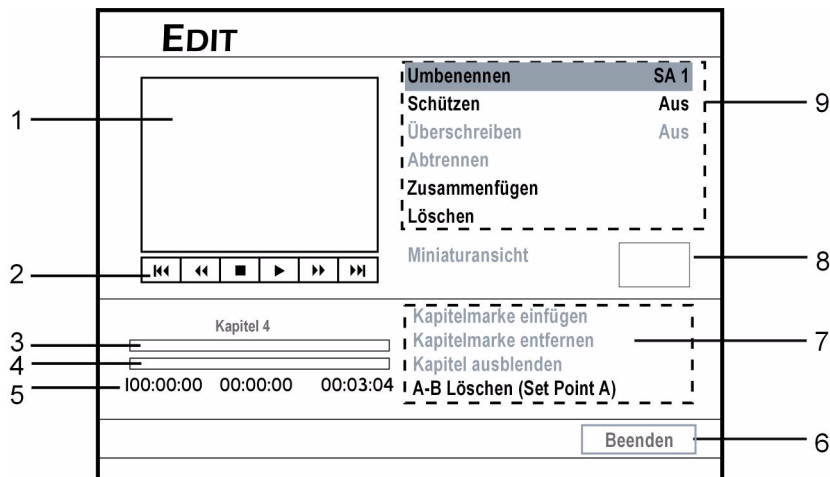 EDIT
Umbenennen SA 1
Schützen Aus
Überschreiben Aus
Abtrennen
Zusammenfügen
Löschen
Miniaturansicht
Kapitel 4
00:00:00 00:00:00 00:03:04
Kapitelmarke einfügen
Kapitelmarke entfernen
Kapitel ausblenden
A-B Löschen (Set Point A)
Beenden
1
2
3
4
5
6
7
8
9